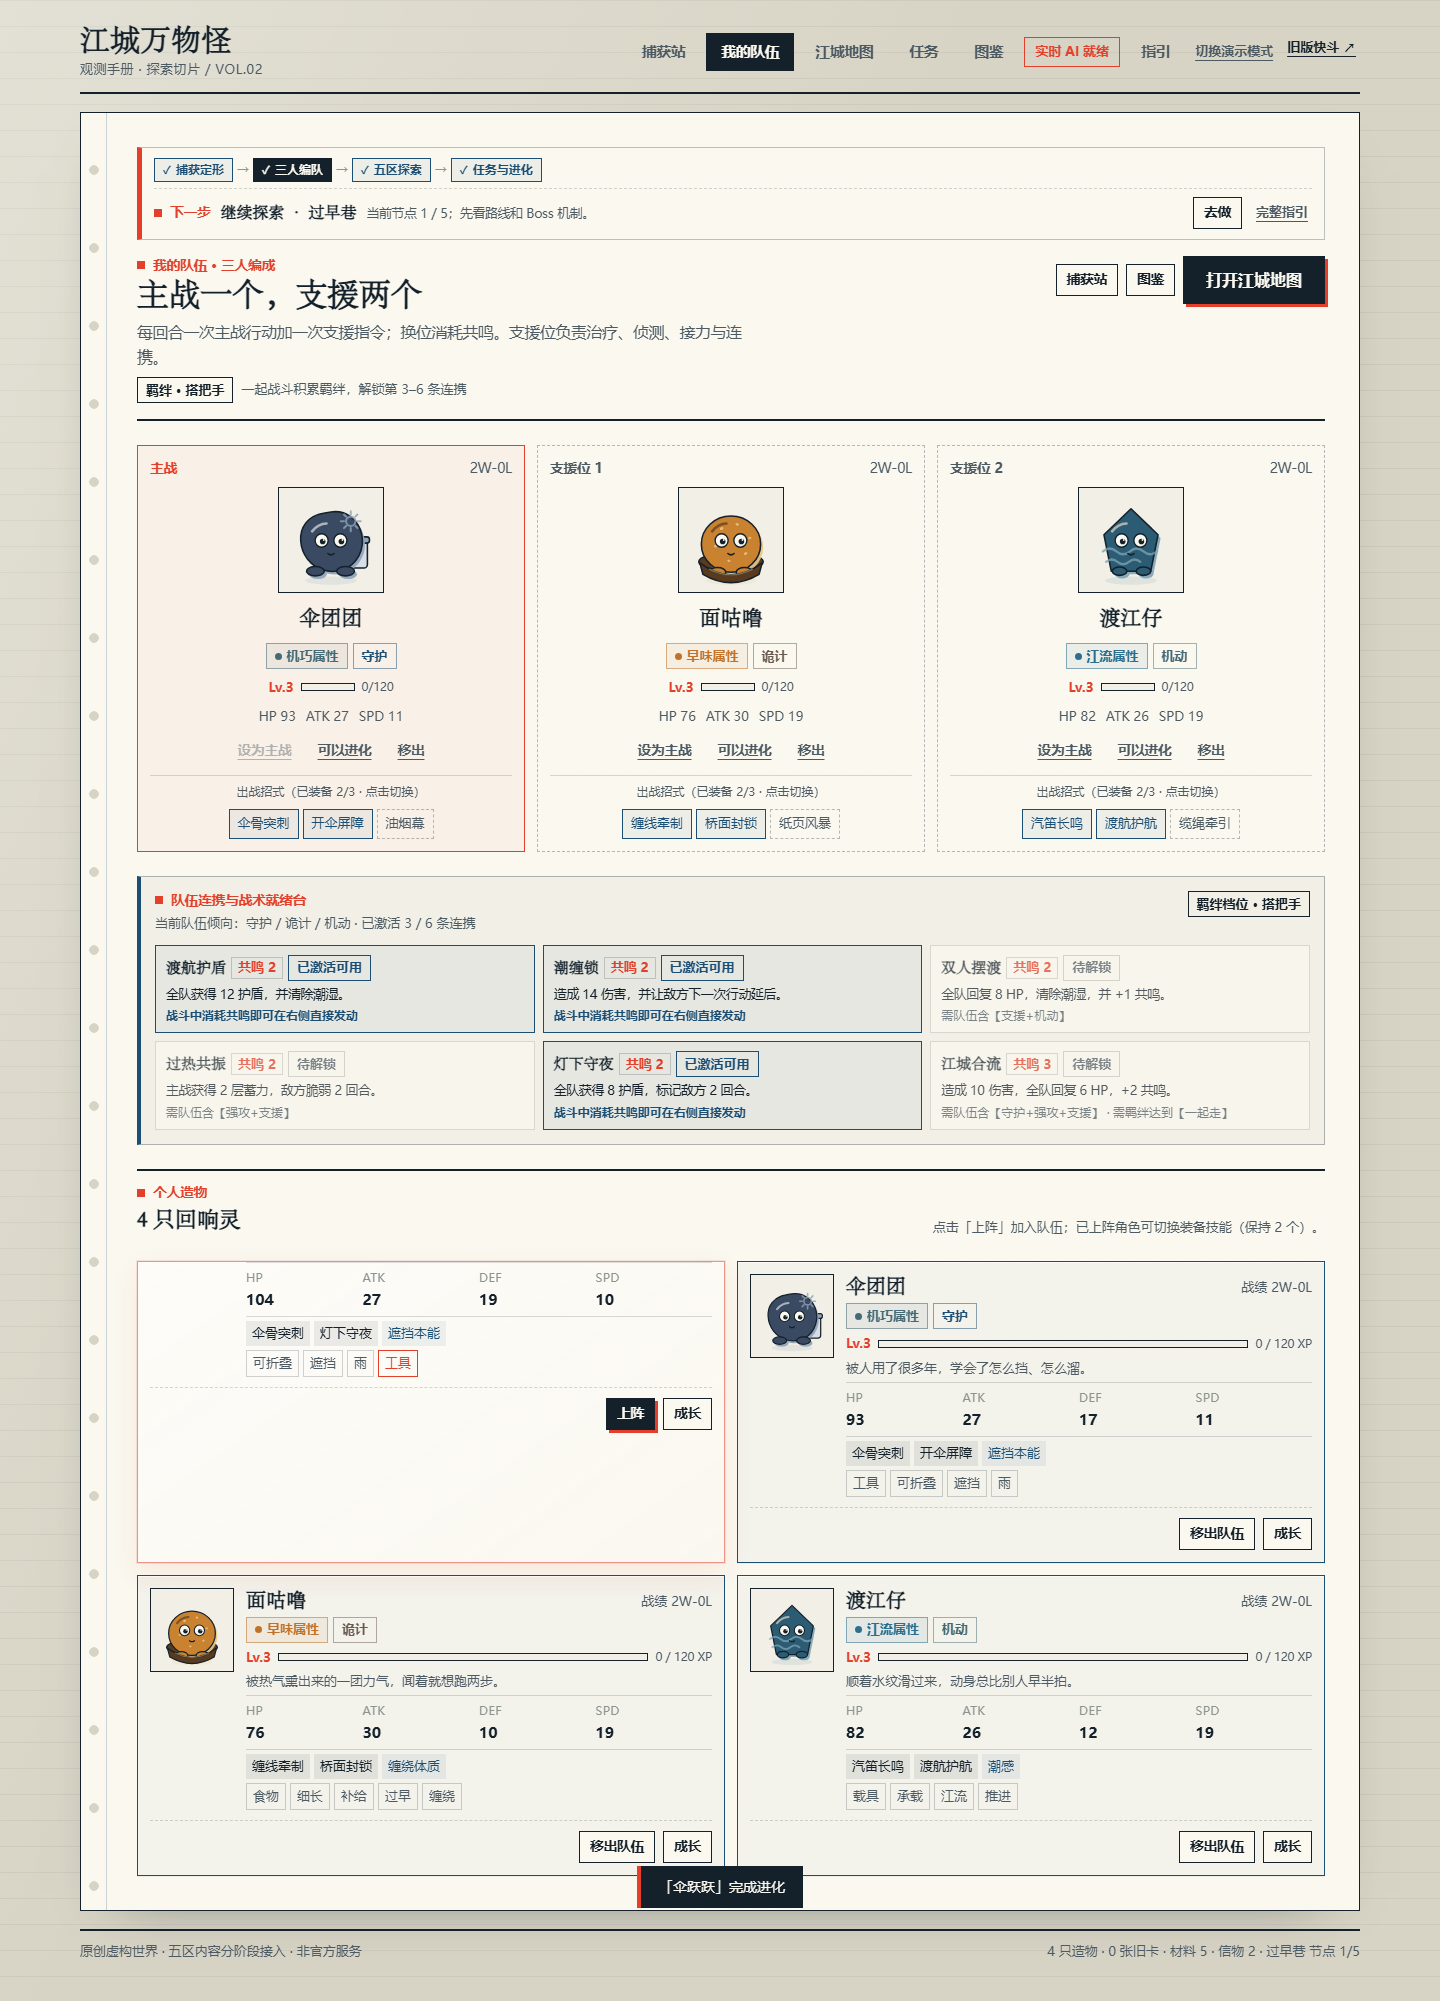 江城万物怪
观测手册 · 探索切片 / VOL.02
捕获站
我的队伍
江城地图
任务
图鉴
实时 AI 就绪
指引
切换演示模式
旧版快斗 ↗
✓ 捕获定形 → ✓ 三人编队 → ✓ 五区探索 → ✓ 任务与进化
下一步 继续探索 · 过早巷 当前节点 1 / 5；先看路线和 Boss 机制。
去做
完整指引
我的队伍 • 三人编成
主战一个，支援两个
每回合一次主战行动加一次支援指令；换位消耗共鸣。支援位负责治疗、侦测、接力与连
携。
羁绊 • 搭把手 一起战斗积累羁绊，解锁第 3–6 条连携
捕获站
图鉴
打开江城地图
主战 2W-0L
伞团团
机巧属性 守护
Lv.3 0/120
HP 93 ATK 27 SPD 11
设为主战 可以进化 移出
出战招式（已装备 2/3 · 点击切换）
伞骨突刺 开伞屏障 油烟幕
支援位 1 2W-0L
面咕噜
早味属性 诡计
Lv.3 0/120
HP 76 ATK 30 SPD 19
设为主战 可以进化 移出
出战招式（已装备 2/3 · 点击切换）
缠线牵制 桥面封锁 纸页风暴
支援位 2 2W-0L
渡江仔
江流属性 机动
Lv.3 0/120
HP 82 ATK 26 SPD 19
设为主战 可以进化 移出
出战招式（已装备 2/3 · 点击切换）
汽笛长鸣 渡航护航 缆绳牵引
队伍连携与战术就绪台
当前队伍倾向：守护 / 诡计 / 机动 · 已激活 3 / 6 条连携
羁绊档位 • 搭把手
渡航护盾 共鸣 2 已激活可用
全队获得 12 护盾，并清除潮湿。
战斗中消耗共鸣即可在右侧直接发动
潮缠锁 共鸣 2 已激活可用
造成 14 伤害，并让敌方下一次行动延后。
战斗中消耗共鸣即可在右侧直接发动
双人摆渡 共鸣 2 待解锁
全队回复 8 HP，清除潮湿，并 +1 共鸣。
需队伍含【支援+机动】
过热共振 共鸣 2 待解锁
主战获得 2 层蓄力，敌方脆弱 2 回合。
需队伍含【强攻+支援】
灯下守夜 共鸣 2 已激活可用
全队获得 8 护盾，标记敌方 2 回合。
战斗中消耗共鸣即可在右侧直接发动
江城合流 共鸣 3 待解锁
造成 10 伤害，全队回复 6 HP，+2 共鸣。
需队伍含【守护+强攻+支援】 · 需羁绊达到【一起走】
个人造物
4 只回响灵
点击「上阵」加入队伍；已上阵角色可切换装备技能（保持 2 个）。
HP ATK DEF SPD
104 27 19 10
伞骨突刺 灯下守夜 遮挡本能
可折叠 遮挡 雨 工具
上阵 成长
伞团团 战绩 2W-0L
机巧属性 守护
Lv.3 0 / 120 XP
被人用了很多年，学会了怎么挡、怎么溜。
HP ATK DEF SPD
93 27 17 11
伞骨突刺 开伞屏障 遮挡本能
工具 可折叠 遮挡 雨
移出队伍 成长
面咕噜 战绩 2W-0L
早味属性 诡计
Lv.3 0 / 120 XP
被热气熏出来的一团力气，闻着就想跑两步。
HP ATK DEF SPD
76 30 10 19
缠线牵制 桥面封锁 缠绕体质
食物 细长 补给 过早 缠绕
移出队伍 成长
渡江仔 战绩 2W-0L
江流属性 机动
Lv.3 0 / 120 XP
顺着水纹滑过来，动身总比别人早半拍。
HP ATK DEF SPD
82 26 12 19
汽笛长鸣 渡航护航 潮感
载具 承载 江流 推进
移出队伍 成长
「伞跃跃」完成进化
原创虚构世界 · 五区内容分阶段接入 · 非官方服务
4 只造物 · 0 张旧卡 · 材料 5 · 信物 2 · 过早巷 节点 1/5